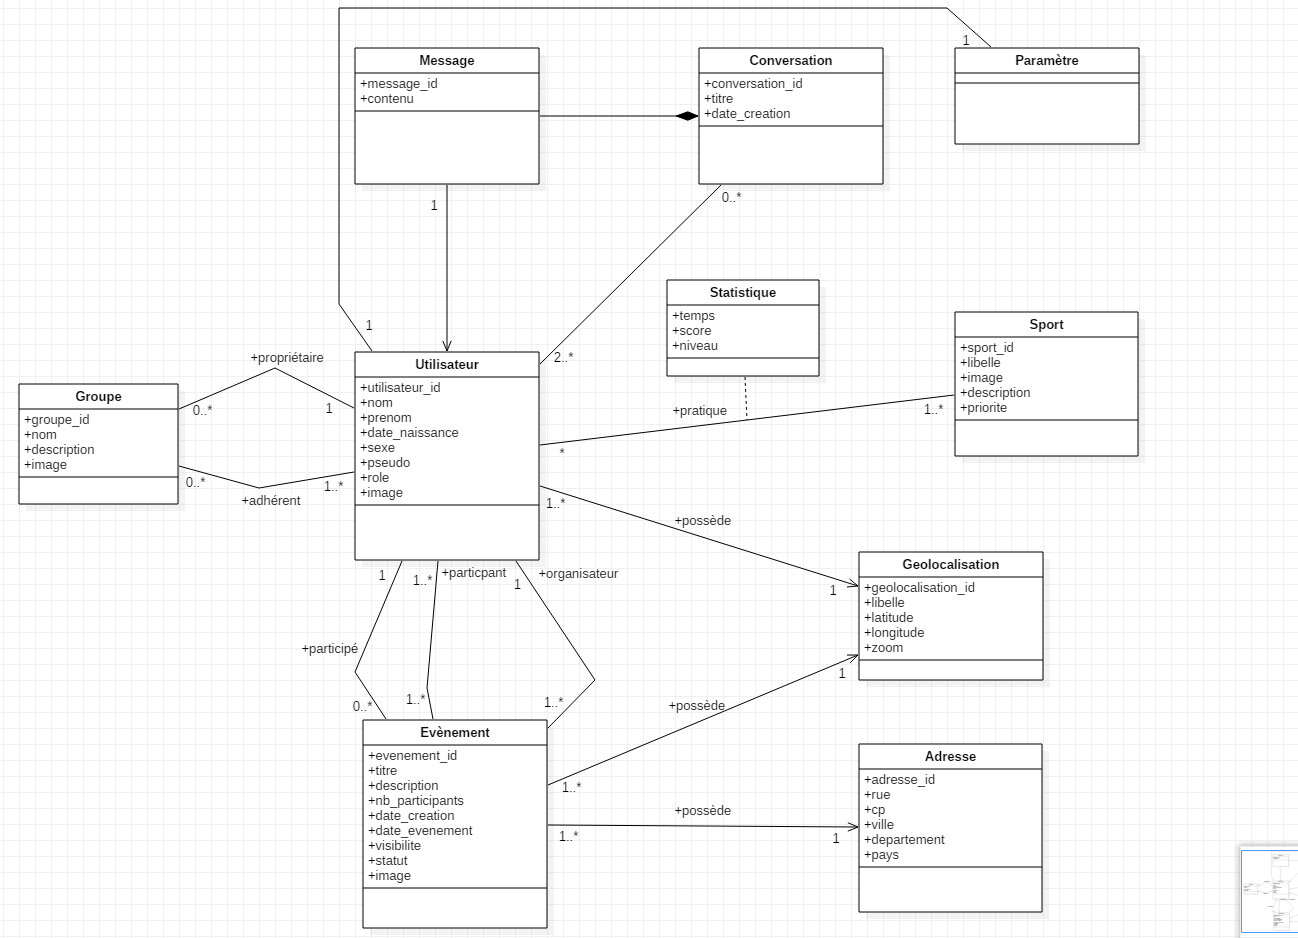 1
Message
+message_id
+contenu
Conversation
+conversation_id
+titre
+date_creation
Paramètre
1
0..*
1
2..*
Statistique
+temps
+score
+niveau
Sport
+sport_id
+libelle
+image
+description
+priorite
+pratique
1..*
*
+propriétaire
0..*
1
Groupe
+groupe_id
+nom
+description
+image
0..*
1..*
+adhérent
Utilisateur
+utilisateur_id
+nom
+prenom
+date_naissance
+sexe
+pseudo
+role
+image
1..*
+possède
1
Geolocalisation
+geolocalisation_id
+libelle
+latitude
+longitude
+zoom
1
1..*
+particpant
1
+organisateur
+participé
0..*
1..*
1..*
1
+possède
1..*
Evènement
+evenement_id
+titre
+description
+nb_participants
+date_creation
+date_evenement
+visibilite
+statut
+image
+possède
1..*
1
Adresse
+adresse_id
+rue
+cp
+ville
+departement
+pays